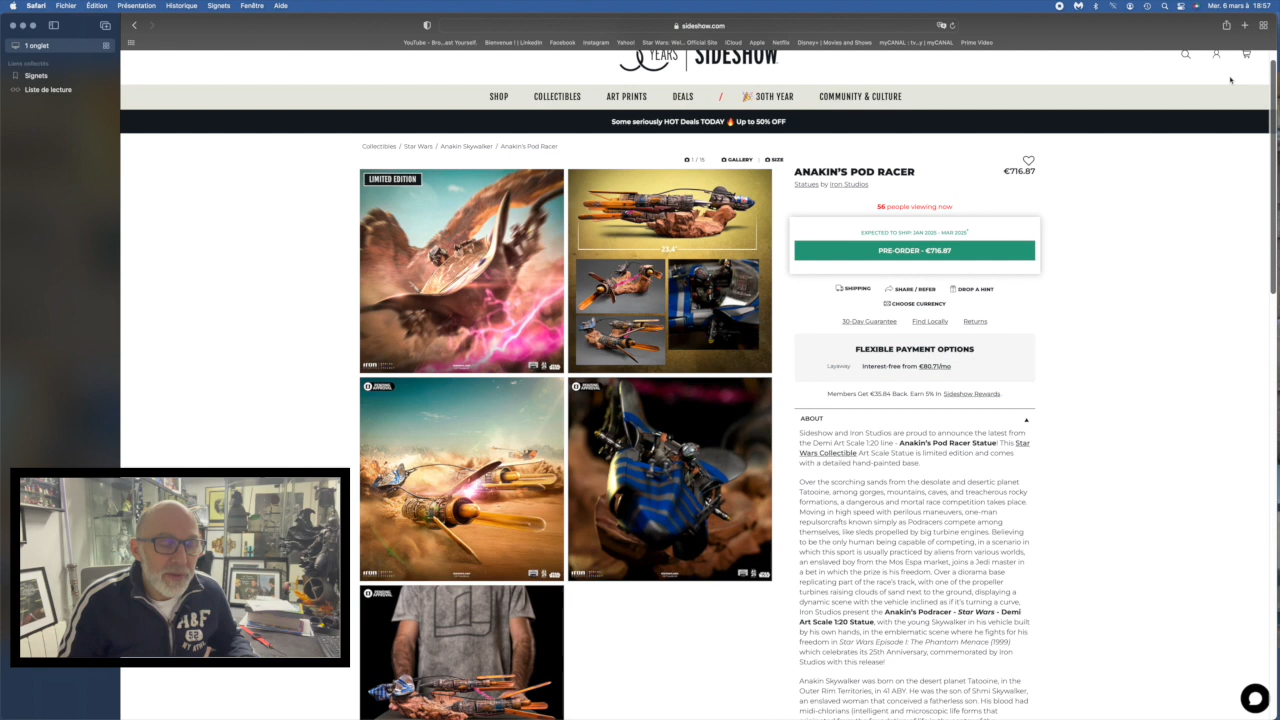 Présentation Signets Fenêtre Aide
Mer. 6 mars à 18:57
1 onglet
Liens collectés
Signets
Liste de lecture
sideshow.com
YouTube - Bro...ast Yourself. Bienvenue ! | LinkedIn Facebook Instagram Yahoo! Star Wars: Wel... Official Site iCloud Apple Netflix Disney+ | Movies and Shows myCANAL : tv...y | myCANAL Prime Video
YEARS SIDESHOW
SHOP COLLECTIBLES ART PRINTS DEALS / 30TH YEAR COMMUNITY & CULTURE
Some seriously HOT Deals TODAY 🔥 Up to 50% OFF
Collectibles / Star Wars / Anakin Skywalker / Anakin's Pod Racer
1 / 15 GALLERY | SIZE
LIMITED EDITION
23.4"
IRON
PENDING APPROVAL
PENDING APPROVAL
IRON
IRON
PENDING APPROVAL
ANAKIN'S POD RACER
€716.87
Statues by Iron Studios
56 people viewing now
EXPECTED TO SHIP: JAN 2025 - MAR 2025*
PRE-ORDER - €716.87
SHIPPING SHARE / REFER DROP A HINT
CHOOSE CURRENCY
30-Day Guarantee Find Locally Returns
FLEXIBLE PAYMENT OPTIONS
Layaway Interest-free from €80.71/mo
Members Get €35.84 Back. Earn 5% In Sideshow Rewards.
ABOUT
Sideshow and Iron Studios are proud to announce the latest from
the Demi Art Scale 1:20 line - Anakin's Pod Racer Statue! This Star
Wars Collectible Art Scale Statue is limited edition and comes
with a detailed hand-painted base.
Over the scorching sands from the desolate and desertic planet
Tatooine, among gorges, mountains, caves, and treacherous rocky
formations, a dangerous and mortal race competition takes place.
Moving in high speed with perilous maneuvers, one-man
repulsorcrafts known simply as Podracers compete among
themselves, like sleds propelled by big turbine engines. Believing
to be the only human being capable of competing, in a scenario in
which this sport is usually practiced by aliens from various worlds,
an enslaved boy from the Mos Espa market, joins a Jedi master in
a bet in which the prize is his freedom. Over a diorama base
replicating part of the race's track, with one of the propeller
turbines raising clouds of sand next to the ground, displaying a
dynamic scene with the vehicle inclined as if it's turning a curve,
Iron Studios present the Anakin's Podracer - Star Wars - Demi
Art Scale 1:20 Statue, with the young Skywalker in his vehicle built
by his own hands, in the emblematic scene where he fights for his
freedom in Star Wars Episode I: The Phantom Menace (1999)
which celebrates its 25th Anniversary, commemorated by Iron
Studios with this release!
Anakin Skywalker was born on the desert planet Tatooine, in the
Outer Rim Territories, in 41 ABY. He was the son of Shmi Skywalker,
an enslaved woman that conceived a fatherless son. His blood had
midi-chlorians (intelligent and microscopic life forms that